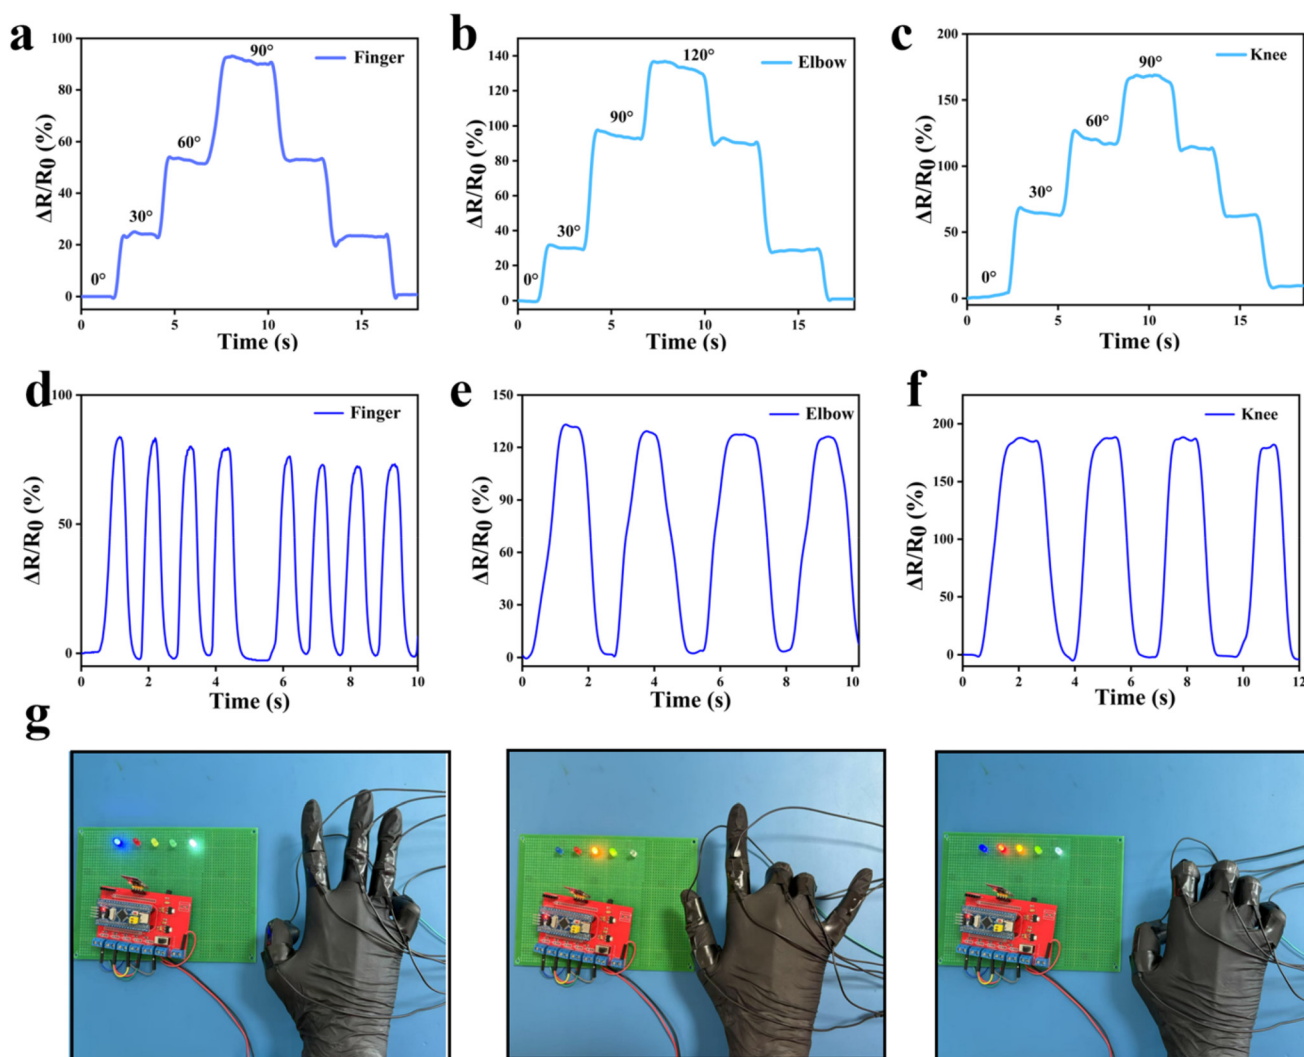 a
100
80
60
40
20
0
ΔR/R0 (%)
0°
30°
60°
90°
Finger
0 5 10 15
Time (s)
b
140
120
100
80
60
40
20
0
ΔR/R0 (%)
0°
30°
90°
120°
Elbow
0 5 10 15
Time (s)
c
200
150
100
50
0
ΔR/R0 (%)
0°
30°
60°
90°
Knee
0 5 10 15
Time (s)
d
100
50
0
ΔR/R0 (%)
Finger
0 2 4 6 8 10
Time (s)
e
150
120
90
60
30
0
ΔR/R0 (%)
Elbow
0 2 4 6 8 10
Time (s)
f
200
150
100
50
0
ΔR/R0 (%)
Knee
0 2 4 6 8 10 12
Time (s)
g